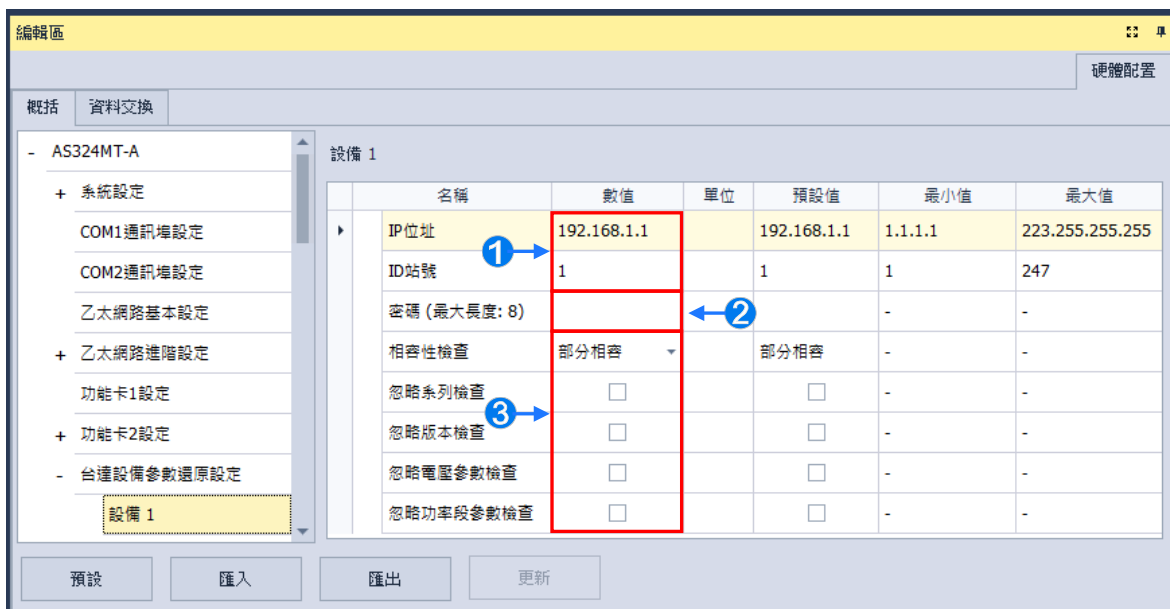 編輯區
硬體配置
概括 資料交換
- AS324MT-A
+ 系統設定
COM1通訊埠設定
COM2通訊埠設定
乙太網路基本設定
+ 乙太網路進階設定
功能卡1設定
+ 功能卡2設定
- 台達設備參數還原設定
設備 1
設備 1
名稱 數值 單位 預設值 最小值 最大值
IP位址 192.168.1.1 192.168.1.1 1.1.1.1 223.255.255.255
1
ID站號 1 1 1 247
密碼 (最大長度: 8) - -
2
相容性檢查 部分相容 部分相容 - -
忽略系列檢查 - -
3
忽略版本檢查 - -
忽略電壓參數檢查 - -
忽略功率段參數檢查 - -
預設 匯入 匯出 更新